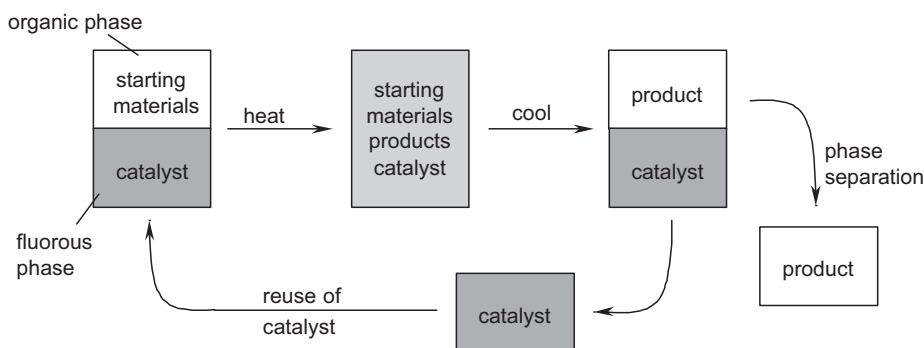 organic phase
starting
materials
catalyst
fluorous
phase
heat
starting
materials
products
catalyst
cool
product
catalyst
phase
separation
product
catalyst
reuse of
catalyst